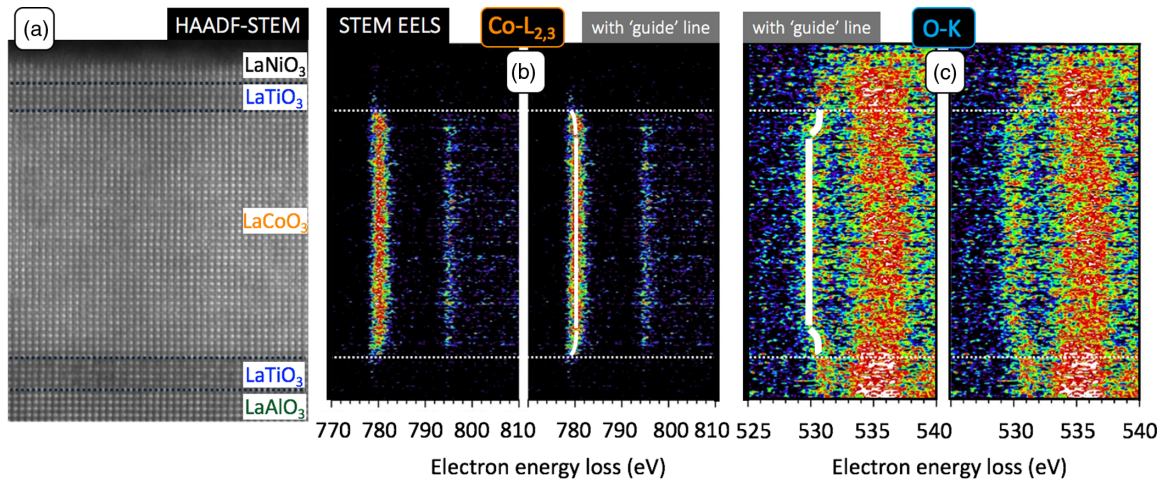 (a)
HAADF-STEM
LaNiO₃
LaTiO₃
LaCoO₃
LaTiO₃
LaAlO₃
STEM EELS
Co-L₂,₃
with ‘guide’ line
(b)
770 780 790 800 810
780 790 800 810
Electron energy loss (eV)
with ‘guide’ line
O-K
(c)
525 530 535 540
530 535 540
Electron energy loss (eV)